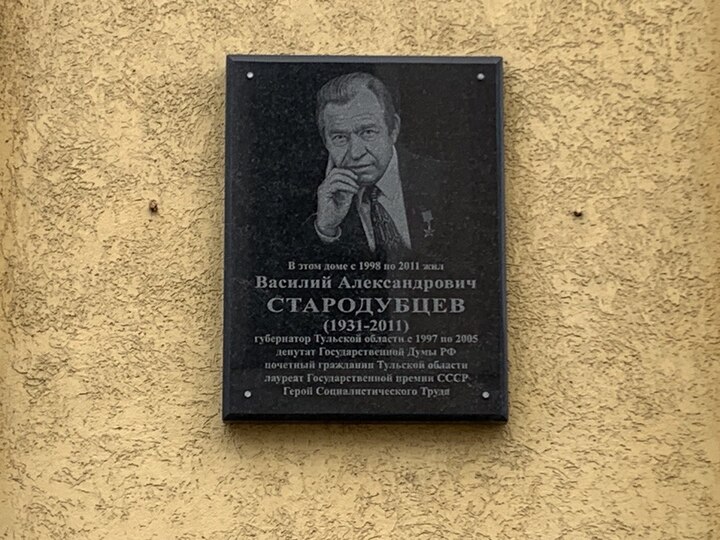 В этом доме с 1998 по 2011 жил
Василий Александрович
СТАРОДУБЦЕВ
(1931-2011)
губернатор Тульской области с 1997 по 2005
депутат Государственной Думы РФ
почетный гражданин Тульской области
лауреат Государственной премии СССР
Герой Социалистического Труда